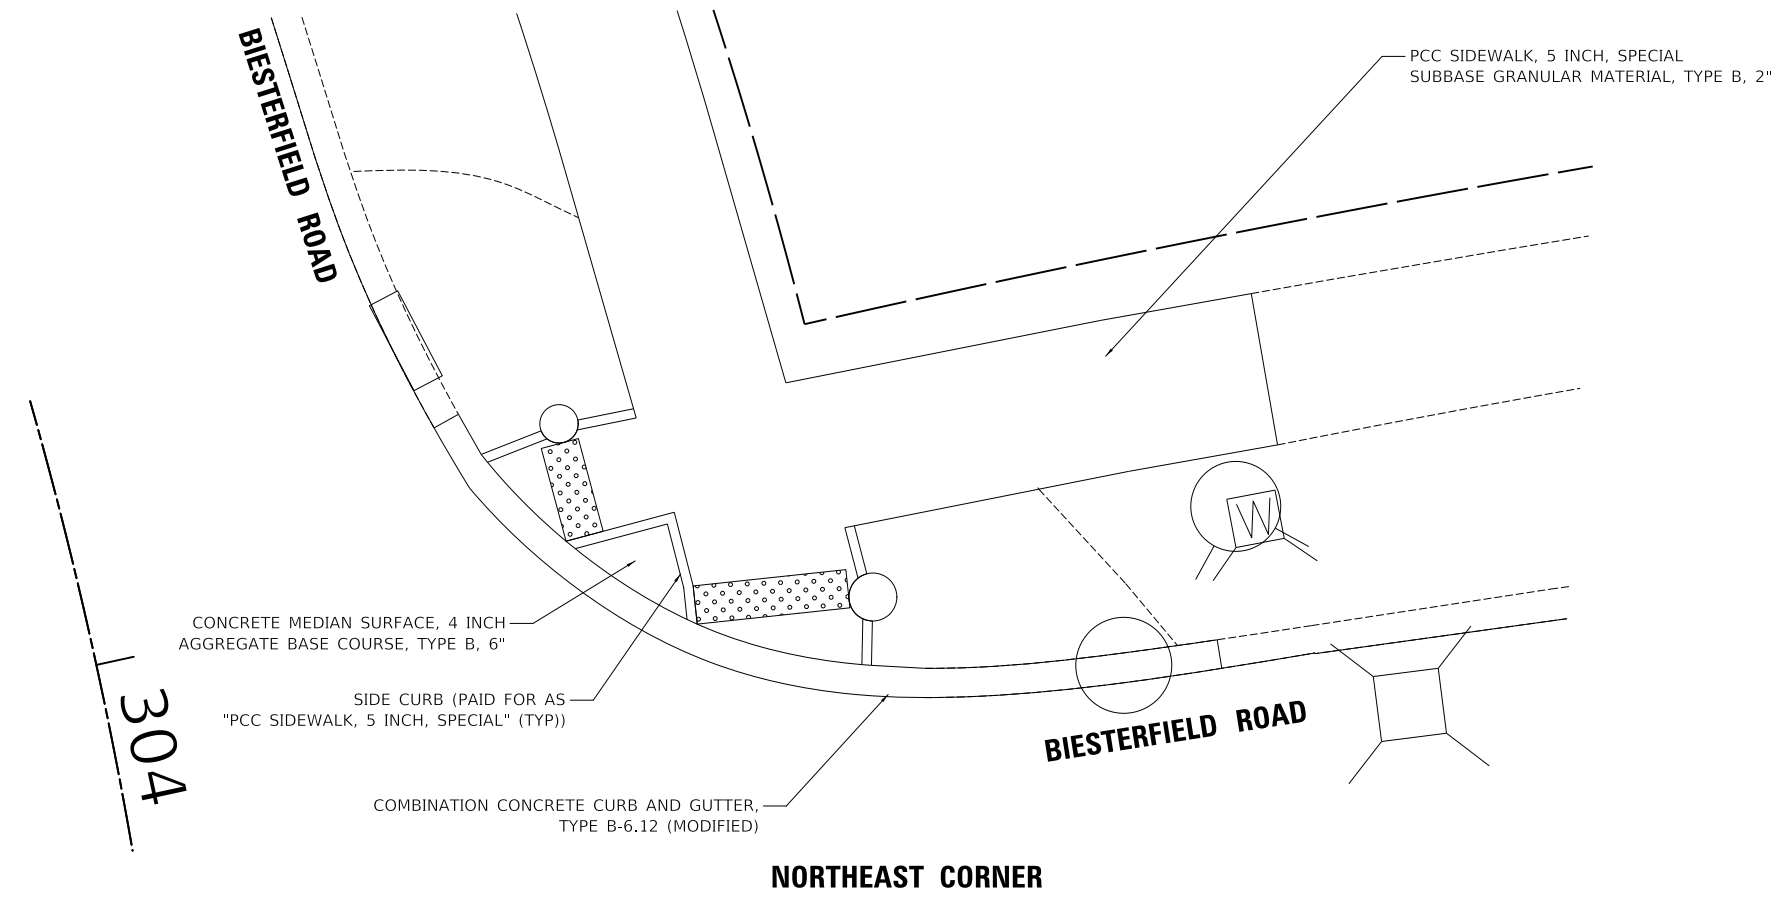 PCC SIDEWALK, 5 INCH, SPECIAL
SUBBASE GRANULAR MATERIAL, TYPE B, 2"
BIESTERFIELD ROAD
W
CONCRETE MEDIAN SURFACE, 4 INCH
AGGREGATE BASE COURSE, TYPE B, 6"
SIDE CURB (PAID FOR AS
"PCC SIDEWALK, 5 INCH, SPECIAL" (TYP))
304
BIESTERFIELD ROAD
COMBINATION CONCRETE CURB AND GUTTER,
TYPE B-6.12 (MODIFIED)
NORTHEAST CORNER